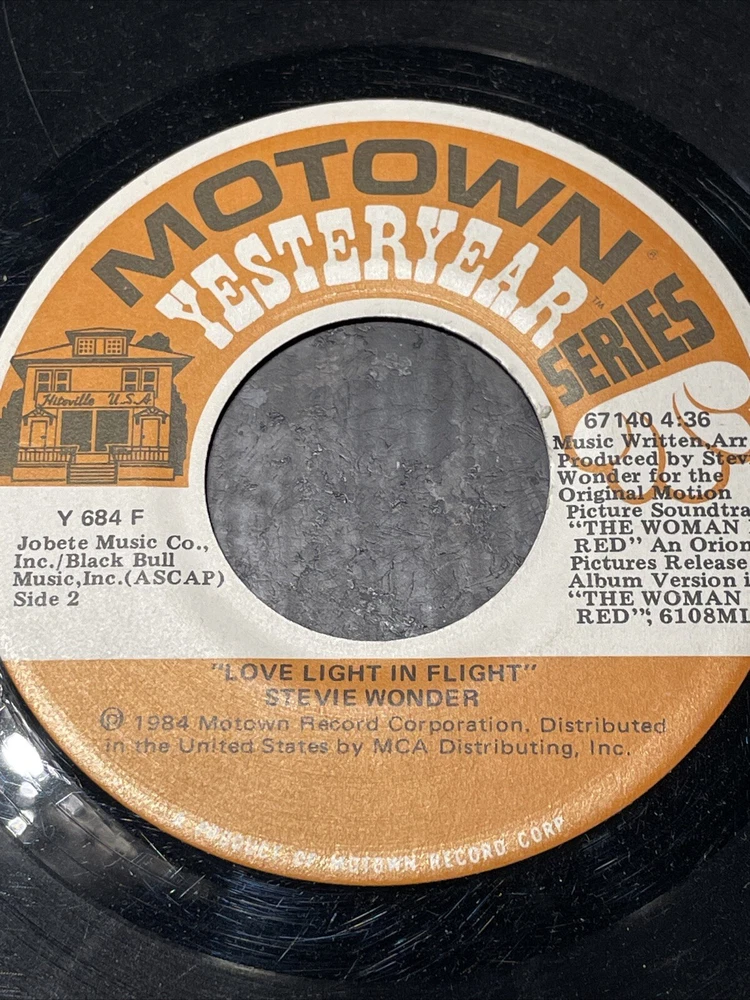 MOTOWN®
YESTERYEAR™
SERIES
Hitsville U.S.A.
67140 4:36
Music Written, Arr
Produced by Stev
Wonder for the
Original Motion
Picture Soundtra
"THE WOMAN
RED" An Orion
Pictures Release
Album Version i
"THE WOMAN
RED", 6108ML
Y 684 F
Jobete Music Co.,
Inc./Black Bull
Music,Inc.(ASCAP)
Side 2
"LOVE LIGHT IN FLIGHT"
STEVIE WONDER
℗ 1984 Motown Record Corporation. Distributed
in the United States by MCA Distributing, Inc.
A PRODUCT OF MOTOWN RECORD CORP